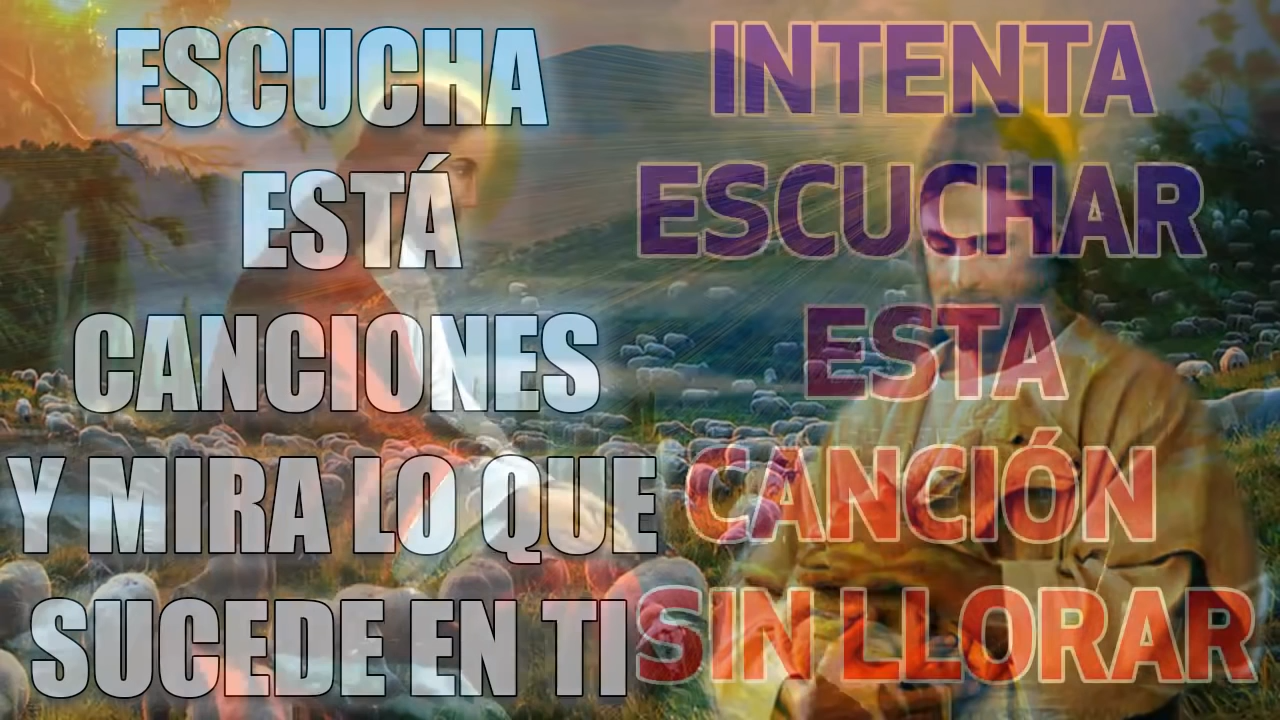 ESCUCHA
ESTÁ
CANCIONES
Y MIRA LO QUE
SUCEDE EN TI
INTENTA
ESCUCHAR
ESTA
CANCIÓN
SIN LLORAR